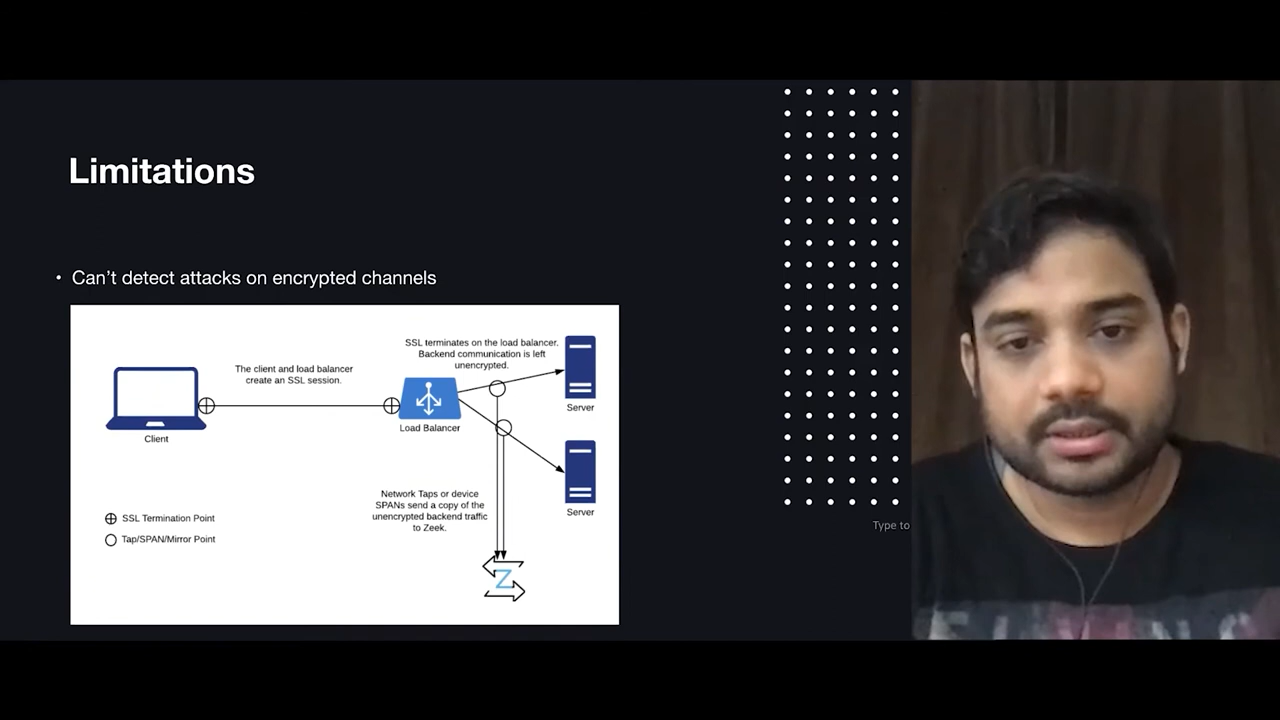 Limitations
• Can't detect attacks on encrypted channels
SSL terminates on the load balancer.
Backend communication is left
unencrypted.
The client and load balancer
create an SSL session.
Client
Load Balancer
Server
Server
Network Taps or device
SPANs send a copy of the
unencrypted backend traffic
to Zeek.
SSL Termination Point
Tap/SPAN/Mirror Point
Z
Type to